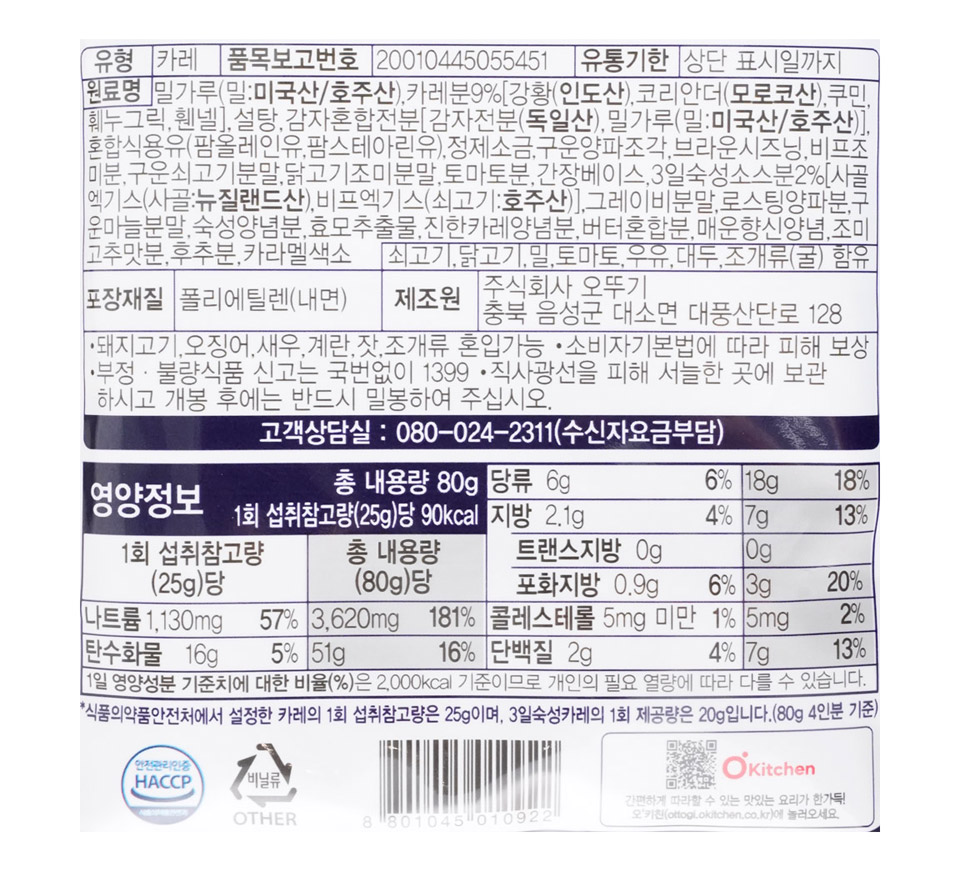 유형 카레 품목보고번호 20010445055451 유통기한 상단 표시일까지
원료명 밀가루(밀:미국산/호주산),카레분9%[강황(인도산),코리안더(모로코산),쿠민,
훼누그릭,휀넬],설탕,감자혼합전분[감자전분(독일산),밀가루(밀:미국산/호주산)],
혼합식용유(팜올레인유,팜스테아린유),정제소금,구운양파조각,브라운시즈닝,비프조
미분,구운쇠고기분말,닭고기조미분말,토마토분,간장베이스,3일숙성소스분2%[사골
엑기스(사골:뉴질랜드산),비프엑기스(쇠고기:호주산)],그레이비분말,로스팅양파분,구
운마늘분말,숙성양념분,효모추출물,진한카레양념분,버터혼합분,매운향신양념,조미
고추맛분,후추분,카라멜색소 쇠고기,닭고기,밀,토마토,우유,대두,조개류(굴) 함유
포장재질 폴리에틸렌(내면) 제조원 주식회사 오뚜기
충북 음성군 대소면 대풍산단로 128
•돼지고기,오징어,새우,계란,잣,조개류 혼입가능 •소비자기본법에 따라 피해 보상
•부정·불량식품 신고는 국번없이 1399 •직사광선을 피해 서늘한 곳에 보관
하시고 개봉 후에는 반드시 밀봉하여 주십시오.
고객상담실 : 080-024-2311(수신자요금부담)
영양정보 총 내용량 80g
1회 섭취참고량(25g)당 90kcal
1회 섭취참고량 (25g)당 총 내용량 (80g)당
나트륨 1,130mg 57% 3,620mg 181%
탄수화물 16g 5% 51g 16%
당류 6g 6% 18g 18%
지방 2.1g 4% 7g 13%
트랜스지방 0g 0g
포화지방 0.9g 6% 3g 20%
콜레스테롤 5mg 미만 1% 5mg 2%
단백질 2g 4% 7g 13%
1일 영양성분 기준치에 대한 비율(%)은 2,000kcal 기준이므로 개인의 필요 열량에 따라 다를 수 있습니다.
*식품의약품안전처에서 설정한 카레의 1회 섭취참고량은 25g이며, 3일숙성카레의 1회 제공량은 20g입니다.(80g 4인분 기준)
안전관리인증
HACCP
비닐류
OTHER
8 801045 010922
O'Kitchen
간편하게 따라할 수 있는 맛있는 요리가 한가득!
오'키친(ottogi.okitchen.co.kr)에 놀러오세요.